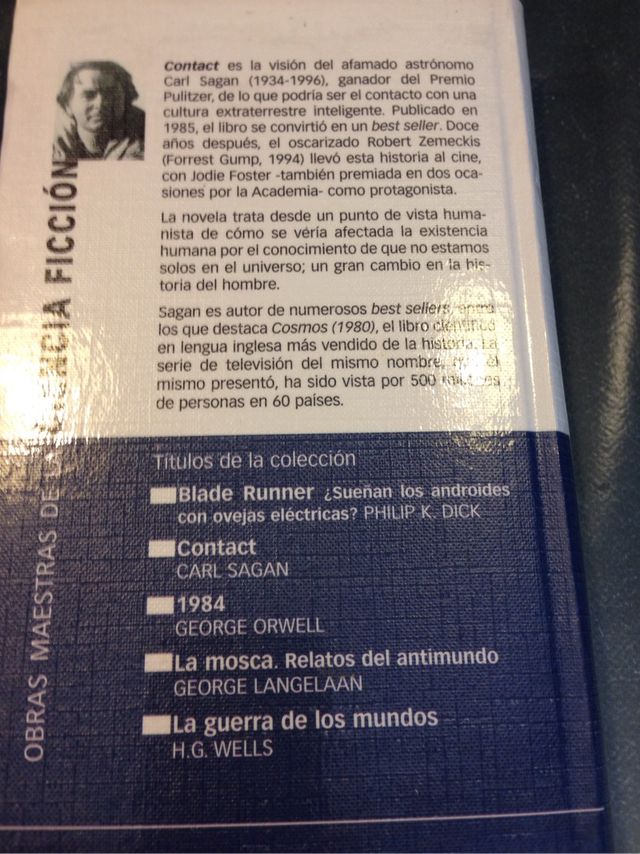 Contact es la visión del afamado astrónomo
Carl Sagan (1934-1996), ganador del Premio
Pulitzer, de lo que podría ser el contacto con una
cultura extraterrestre inteligente. Publicado en
1985, el libro se convirtió en un best seller. Doce
años después, el oscarizado Robert Zemeckis
(Forrest Gump, 1994) llevó esta historia al cine,
con Jodie Foster -también premiada en dos oca-
siones por la Academia- como protagonista.
La novela trata desde un punto de vista huma-
nista de cómo se véría afectada la existencia
humana por el conocimiento de que no estamos
solos en el universo; un gran cambio en la his-
toria del hombre.
Sagan es autor de numerosos best sellers, entre
los que destaca Cosmos (1980), el libro científico
en lengua inglesa más vendido de la historia. La
serie de televisión del mismo nombre, que él
mismo presentó, ha sido vista por 500 millones
de personas en 60 países.
OBRAS MAESTRAS DE LA CIENCIA FICCIÓN
Títulos de la colección
Blade Runner ¿Sueñan los androides
con ovejas eléctricas? PHILIP K. DICK
Contact
CARL SAGAN
1984
GEORGE ORWELL
La mosca. Relatos del antimundo
GEORGE LANGELAAN
La guerra de los mundos
H.G. WELLS